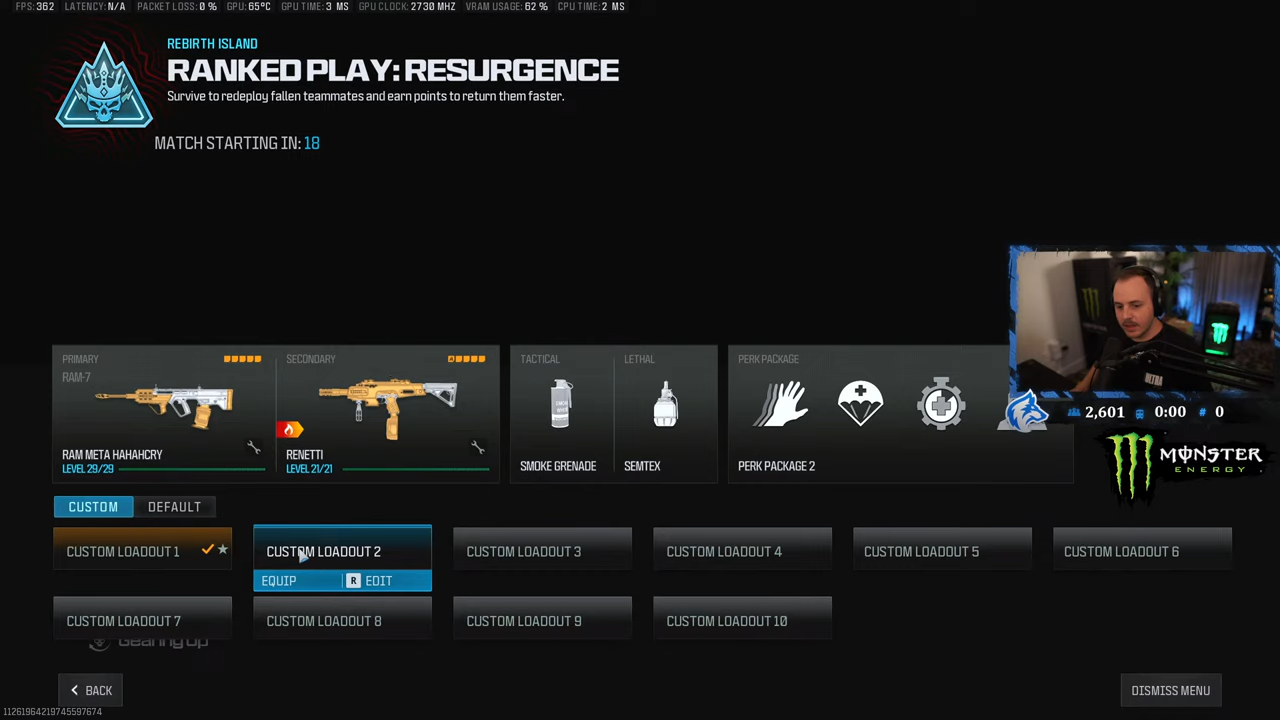 FPS:362 LATENCY:N/A PACKET LOSS:0 % GPU:65°C GPU TIME:3 MS GPU CLOCK:2730 MHZ VRAM USAGE:62 % CPU TIME:2 MS
REBIRTH ISLAND
RANKED PLAY: RESURGENCE
Survive to redeploy fallen teammates and earn points to return them faster.
MATCH STARTING IN: 18
PRIMARY SECONDARY TACTICAL LETHAL PERK PACKAGE
RAM-7
RAM META HAHAHCRY RENETTI SMOKE GRENADE SEMTEX PERK PACKAGE 2
LEVEL 29/29 LEVEL 21/21
2,601 0:00 # 0
MONSTER
ENERGY
ULTRA
CUSTOM DEFAULT
CUSTOM LOADOUT 1 CUSTOM LOADOUT 2 CUSTOM LOADOUT 3 CUSTOM LOADOUT 4 CUSTOM LOADOUT 5 CUSTOM LOADOUT 6
EQUIP R EDIT
CUSTOM LOADOUT 7 CUSTOM LOADOUT 8 CUSTOM LOADOUT 9 CUSTOM LOADOUT 10
Gearing Up
BACK DISMISS MENU
11261964219745597674